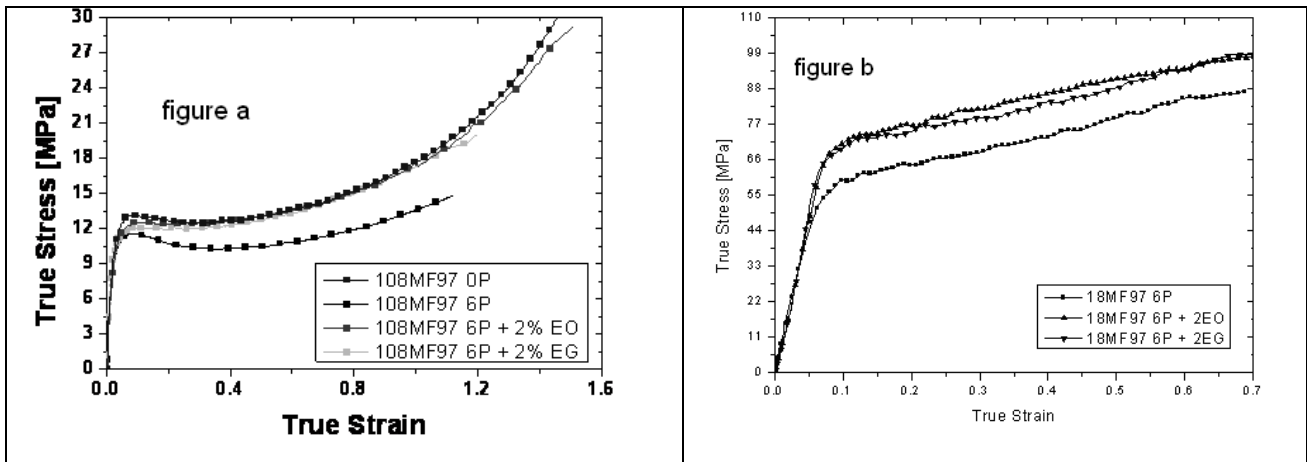 30
27
24
21
18
15
12
9
6
3
0
True Stress [MPa]
figure a
108MF97 0P
108MF97 6P
108MF97 6P + 2% EO
108MF97 6P + 2% EG
0.0 0.4 0.8 1.2 1.6
True Strain
110
99
88
77
66
55
44
33
22
11
0
True Stress [MPa]
figure b
18MF97 6P
18MF97 6P + 2EO
18MF97 6P + 2EG
0.0 0.1 0.2 0.3 0.4 0.5 0.6 0.7
True Strain